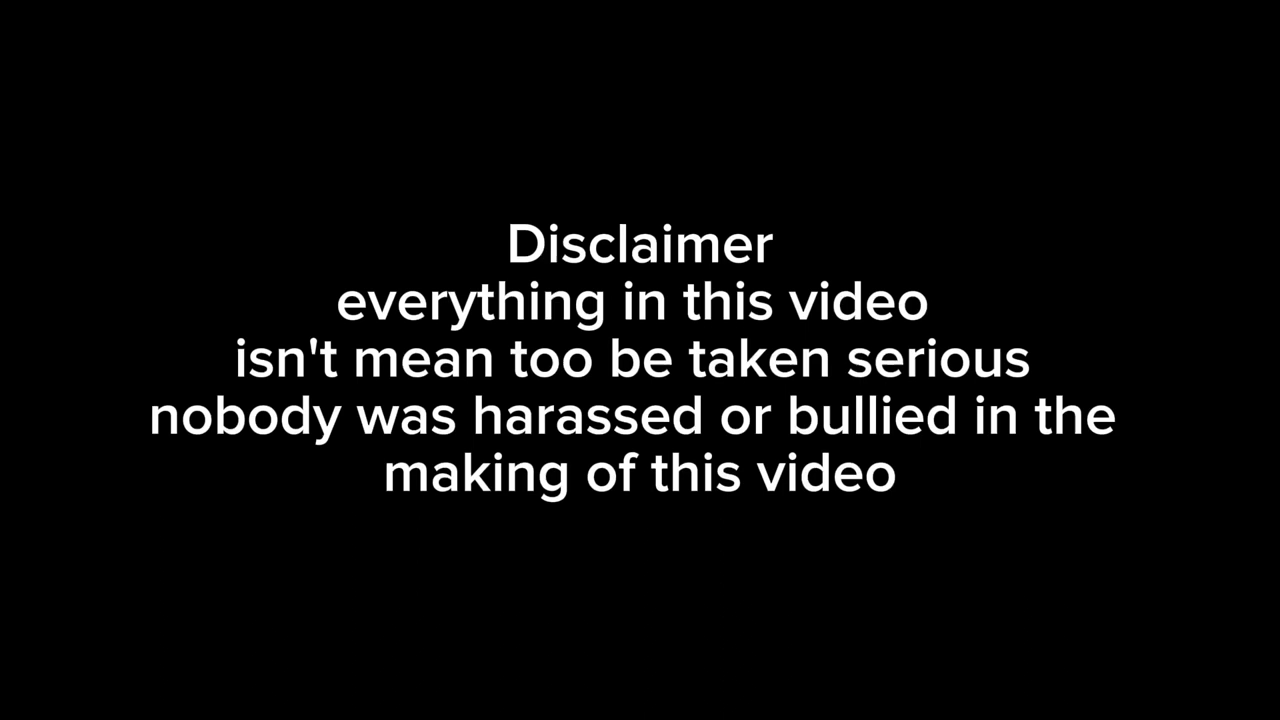 Disclaimer
everything in this video
isn't mean too be taken serious
nobody was harassed or bullied in the
making of this video